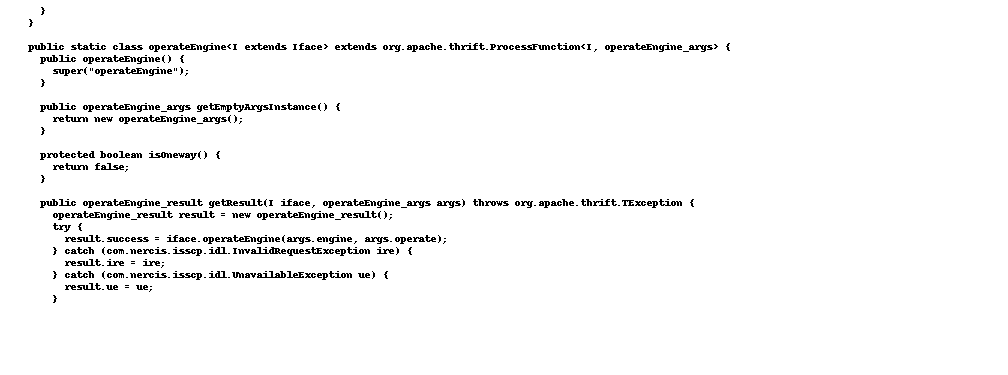 }
  }

  public static class operateEngine<I extends Iface> extends org.apache.thrift.ProcessFunction<I, operateEngine_args> {
    public operateEngine() {
      super("operateEngine");
    }

    public operateEngine_args getEmptyArgsInstance() {
      return new operateEngine_args();
    }

    protected boolean isOneway() {
      return false;
    }

    public operateEngine_result getResult(I iface, operateEngine_args args) throws org.apache.thrift.TException {
      operateEngine_result result = new operateEngine_result();
      try {
        result.success = iface.operateEngine(args.engine, args.operate);
      } catch (com.nercis.isscp.idl.InvalidRequestException ire) {
        result.ire = ire;
      } catch (com.nercis.isscp.idl.UnavailableException ue) {
        result.ue = ue;
      }